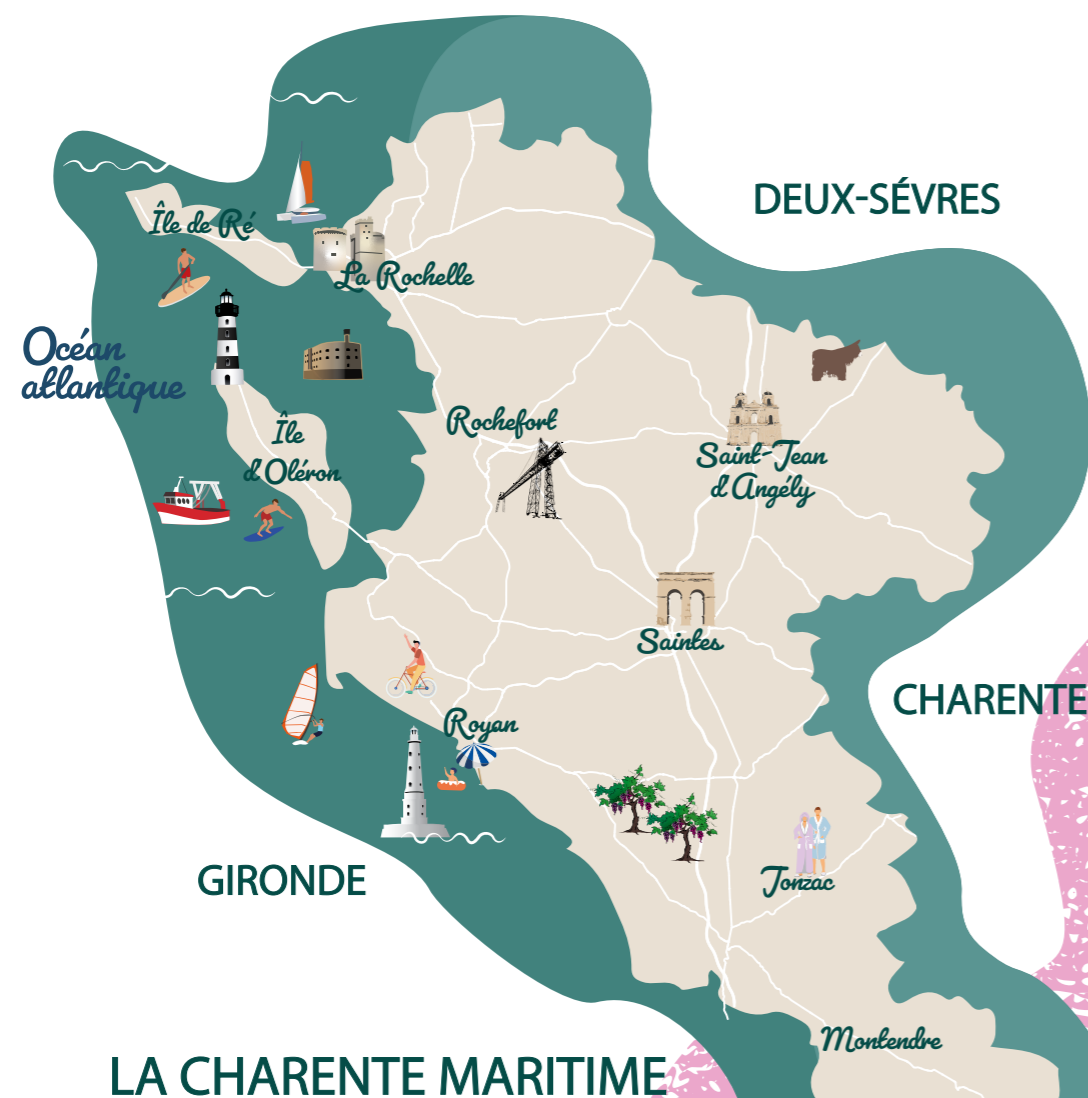 DEUX-SÉVRES
Île de Ré
La Rochelle
Océan
atlantique
Rochefort
Île
d'Oléron
Saint-Jean
d'Angély
Saintes
CHARENTE
Royan
GIRONDE
Jonzac
Montendre
LA CHARENTE MARITIME